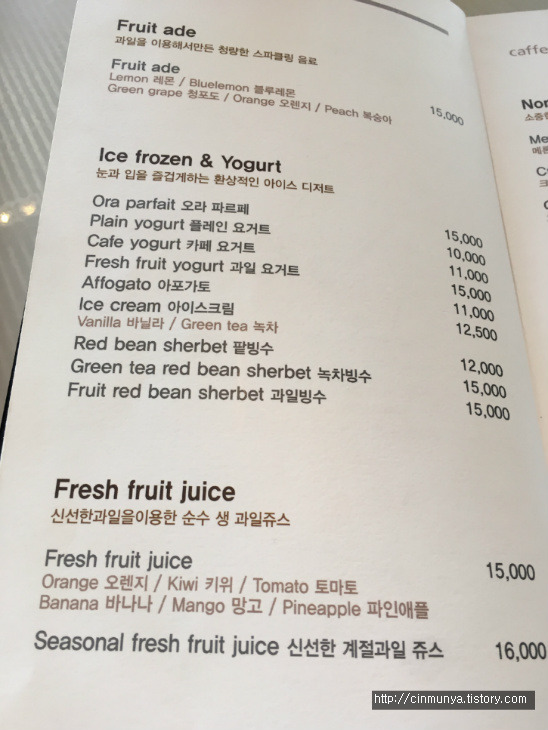 Fruit ade
과일을 이용해서만든 청량한 스파클링 음료
Fruit ade
Lemon 레몬 / Bluelemon 블루레몬
Green grape 청포도 / Orange 오렌지 / Peach 복숭아 15,000
Ice frozen & Yogurt
눈과 입을 즐겁게하는 환상적인 아이스 디저트
Ora parfait 오라 파르페 15,000
Plain yogurt 플레인 요거트 10,000
Cafe yogurt 카페 요거트 11,000
Fresh fruit yogurt 과일 요거트 15,000
Affogato 아포가토 11,000
Ice cream 아이스크림 12,500
Vanilla 바닐라 / Green tea 녹차
Red bean sherbet 팥빙수 12,000
Green tea red bean sherbet 녹차빙수 15,000
Fruit red bean sherbet 과일빙수 15,000
Fresh fruit juice
신선한과일을이용한 순수 생 과일쥬스
Fresh fruit juice 15,000
Orange 오렌지 / Kiwi 키위 / Tomato 토마토
Banana 바나나 / Mango 망고 / Pineapple 파인애플
Seasonal fresh fruit juice 신선한 계절과일 쥬스 16,000
caffe
http://cinmunya.tistory.com